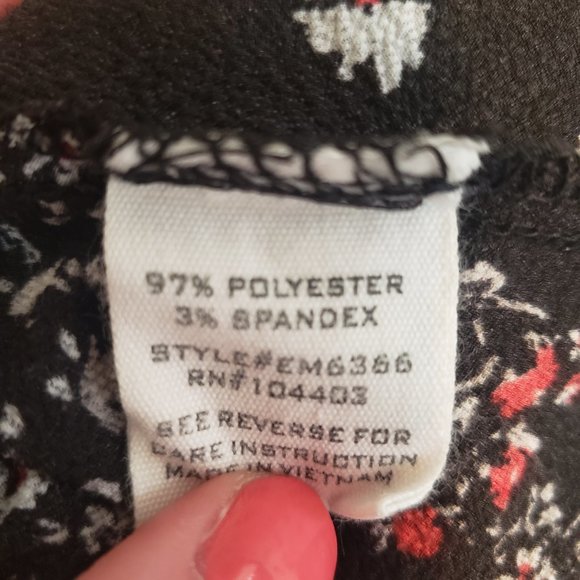 97% POLYESTER
3% SPANDEX
STYLE#EM6366
RN#104403
SEE REVERSE FOR
CARE INSTRUCTION
MADE IN VIETNAM